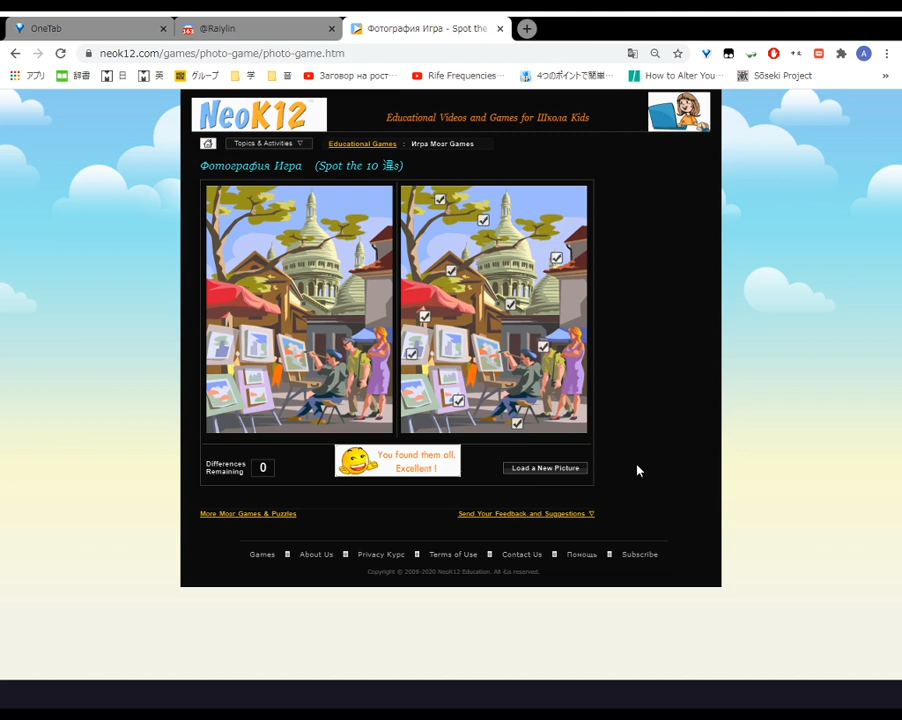 OneTab
163 @Raiylin
Фотография Игра - Spot the
neok12.com/games/photo-game/photo-game.htm
A
アプリ 辞書 日 英 グループ 学 音 Заговор на рост… Rife Frequencies… 4つのポイントで簡単… How to Alter You… Sōseki Project »
NeoK12
Educational Videos and Games for Школа Kids
Topics & Activities ▽ Educational Games : Игра Мозг Games
Фотография Игра (Spot the 10 違s)
Differences
Remaining
0
You found them all.
Excellent !
Load a New Picture
More Мозг Games & Puzzles
Send Your Feedback and Suggestions ▽
Games About Us Privacy Курс Terms of Use Contact Us Помощь Subscribe
Copyright © 2009-2020 NeoK12 Education. All